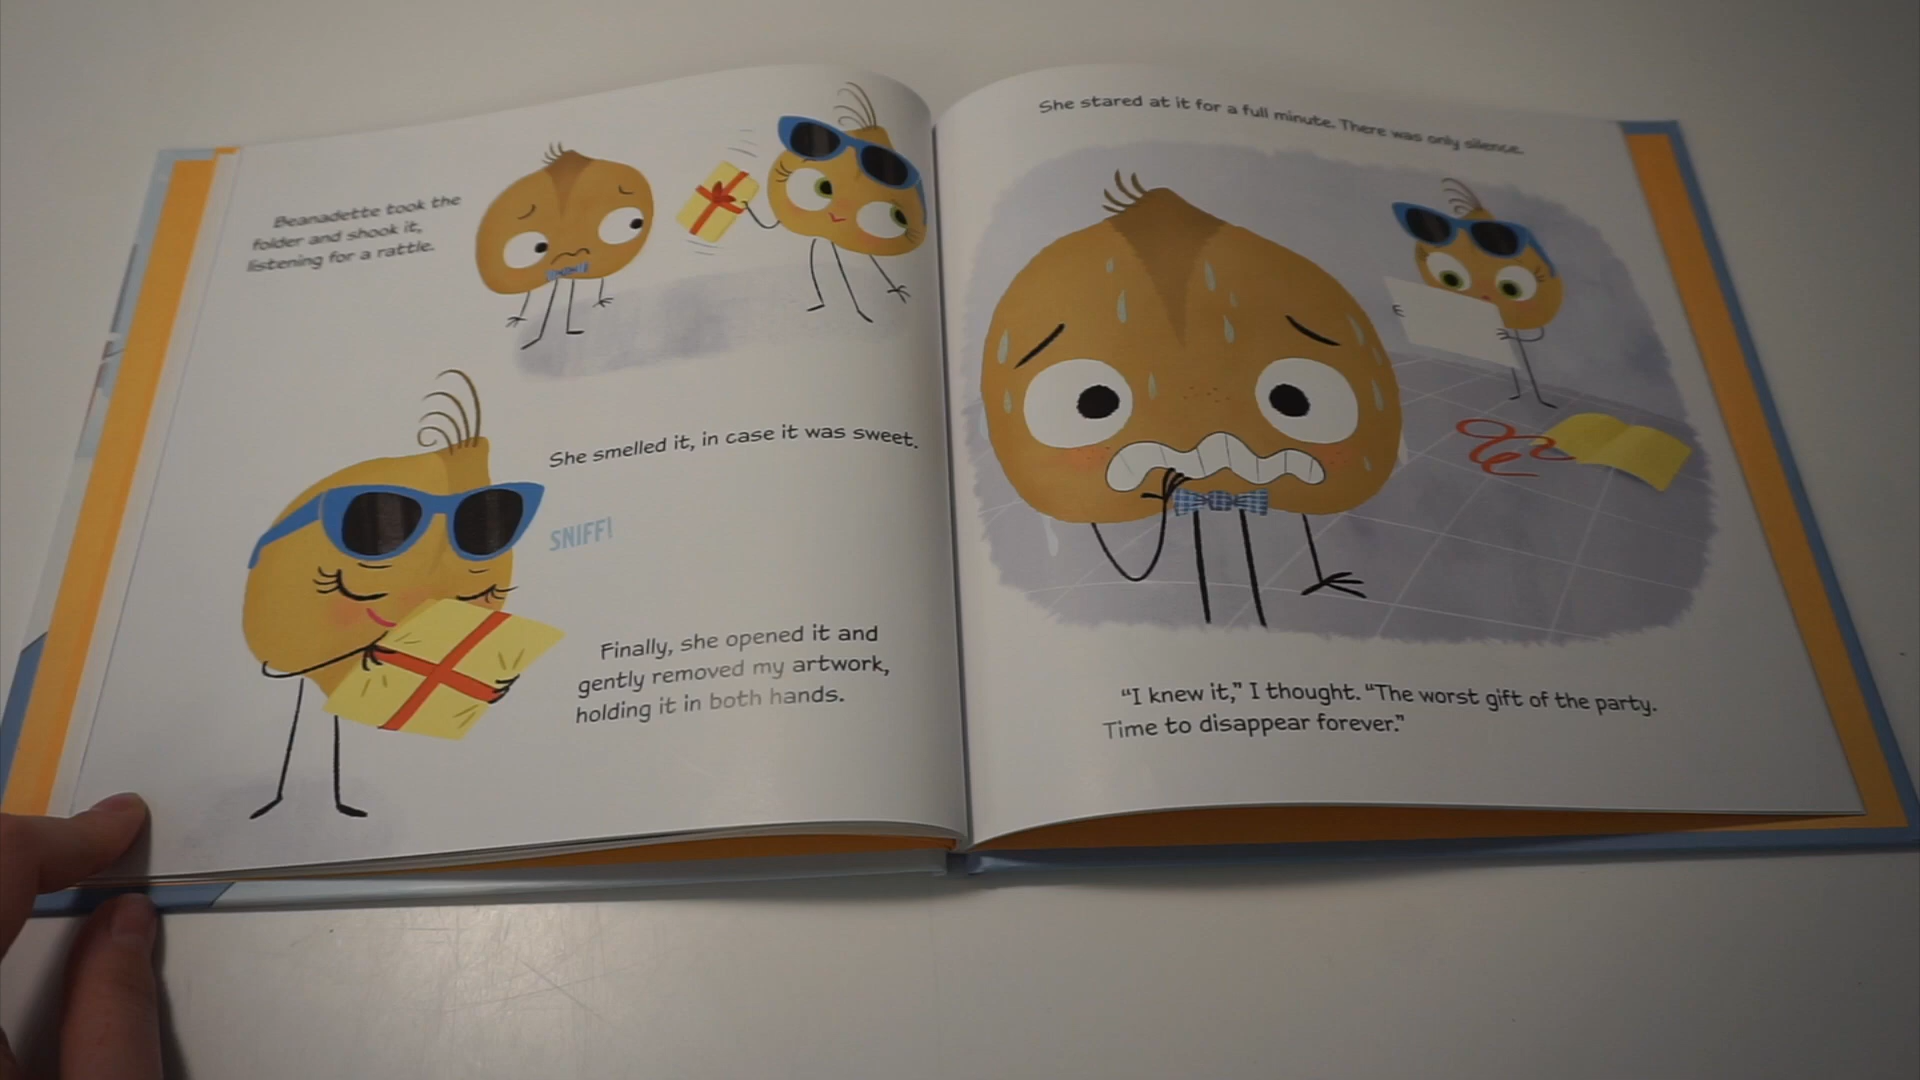 Beanadette took the
folder and shook it,
listening for a rattle.
She smelled it, in case it was sweet.
SNIFF!
Finally, she opened it and
gently removed my artwork,
holding it in both hands.
She stared at it for a full minute. There was only silence.
“I knew it,” I thought. “The worst gift of the party.
Time to disappear forever.”